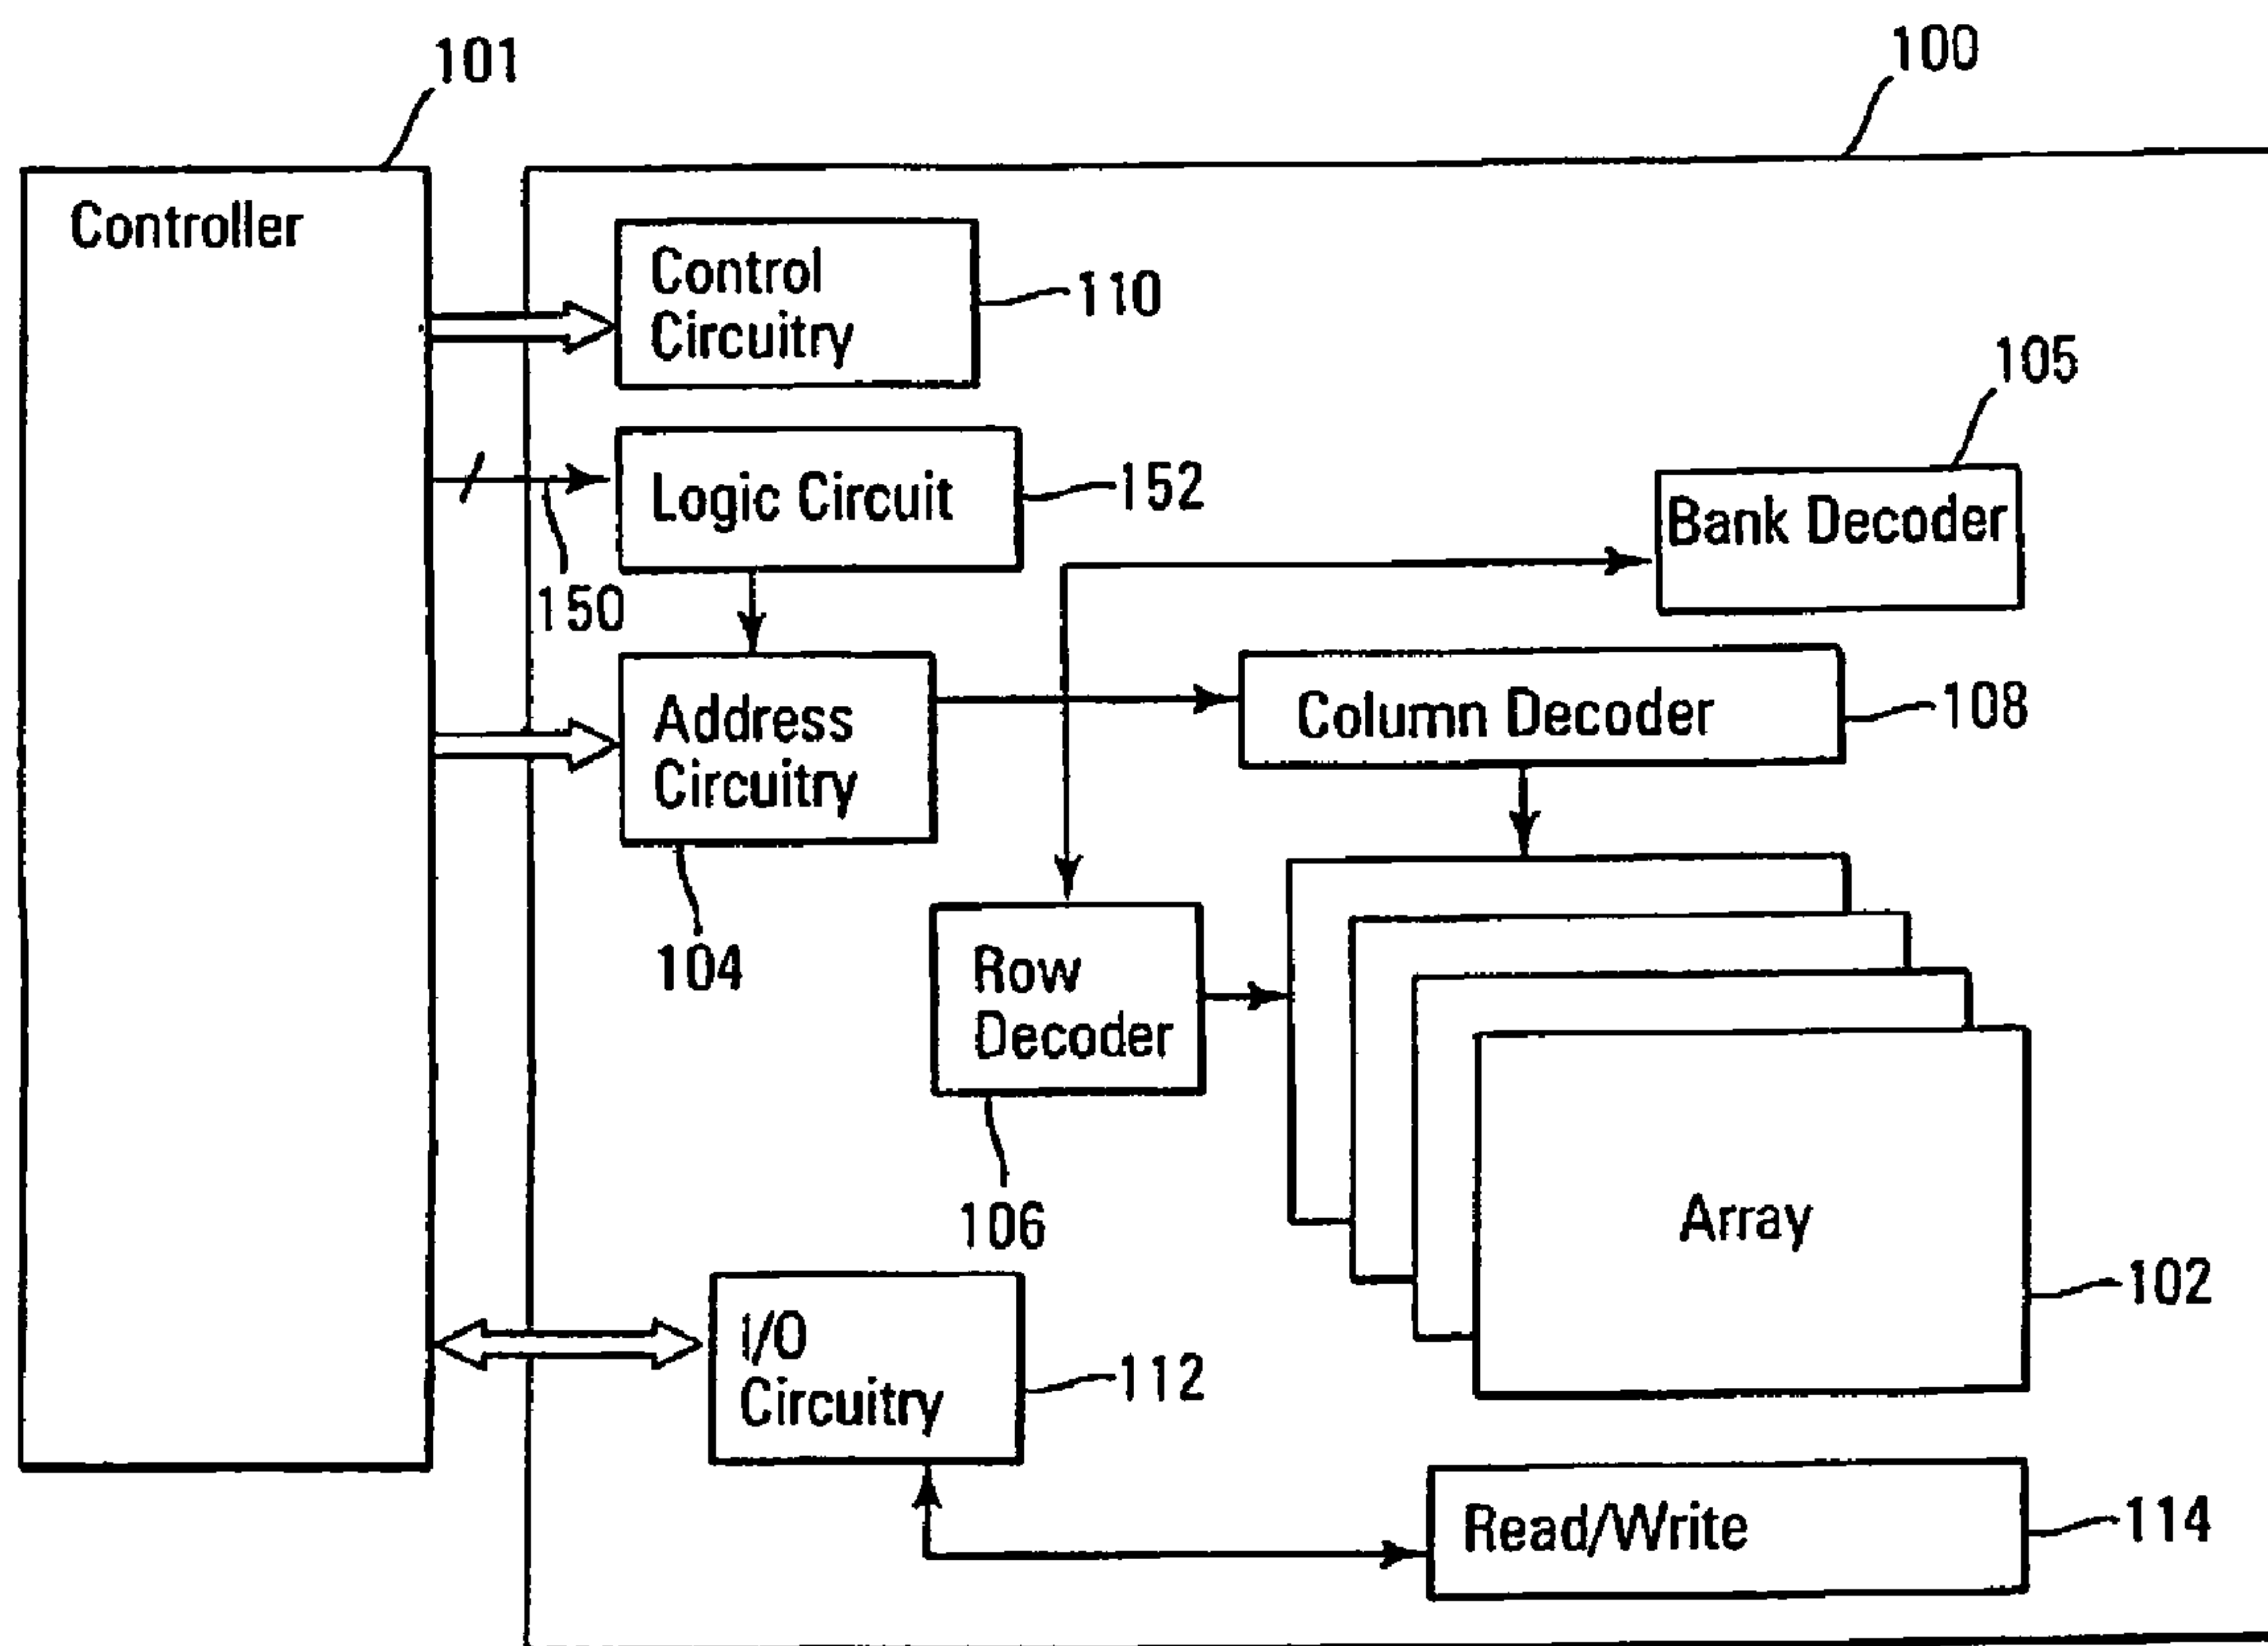 101
100
Controller
Control
Circuitry
110
105
Logic Circuit
152
Bank Decoder
150
Address
Circuitry
Column Decoder
108
104
Row
Decoder
106
Array
102
I/O
Circuitry
112
Read/Write
114